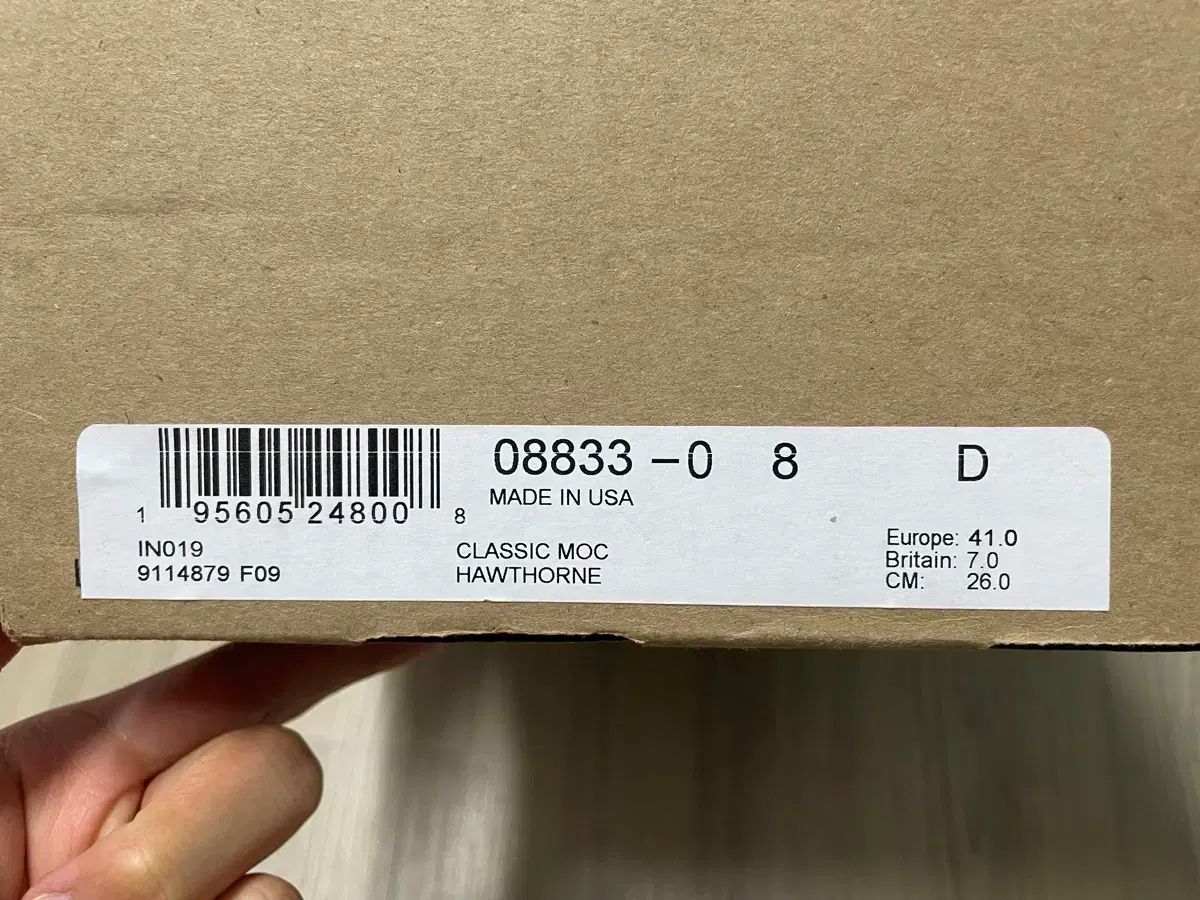 08833 -0 8 D
MADE IN USA
1 95605 24800 8
IN019
9114879 F09
CLASSIC MOC
HAWTHORNE
Europe: 41.0
Britain: 7.0
CM: 26.0